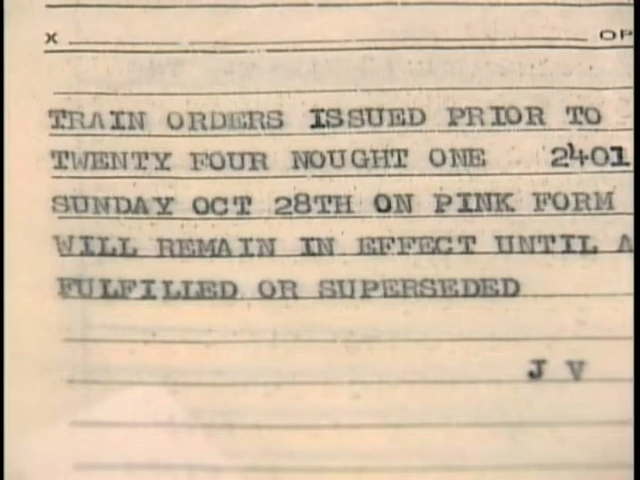 x OP
TRAIN ORDERS ISSUED PRIOR TO
TWENTY FOUR NOUGHT ONE 2401
SUNDAY OCT 28TH ON PINK FORM
WILL REMAIN IN EFFECT UNTIL A
FULFILLED OR SUPERSEDED
J V